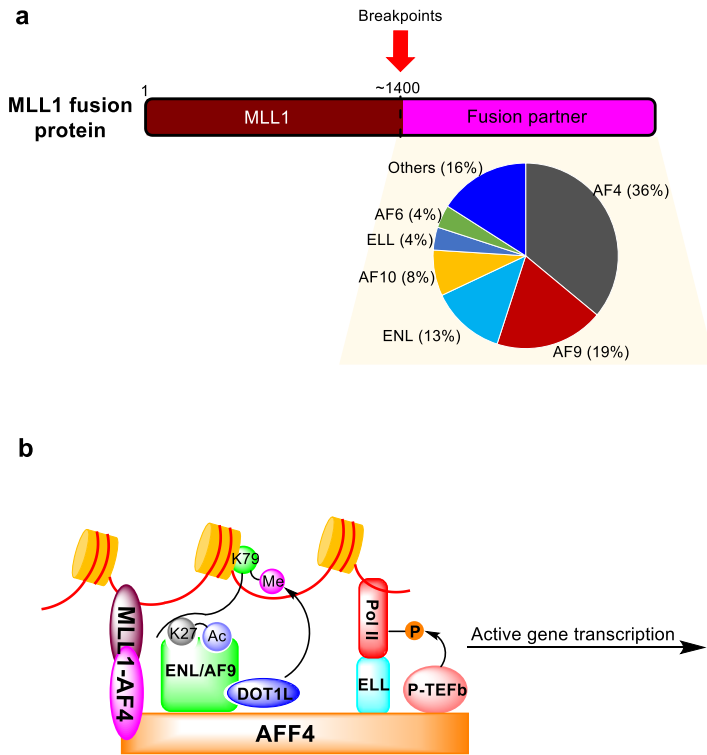 a
Breakpoints
1
~1400
MLL1 fusion
protein
MLL1
Fusion partner
Others (16%)
AF4 (36%)
AF6 (4%)
ELL (4%)
AF10 (8%)
ENL (13%)
AF9 (19%)
b
K79
Me
MLL1-AF4
K27
Ac
Pol II
P
Active gene transcription
ENL/AF9
DOT1L
ELL
P-TEFb
AFF4